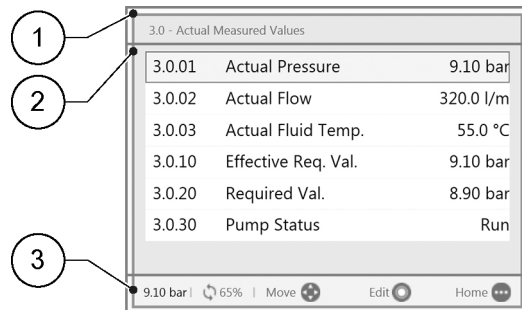 1
3.0 - Actual Measured Values
2
3.0.01 Actual Pressure 9.10 bar
3.0.02 Actual Flow 320.0 l/m
3.0.03 Actual Fluid Temp. 55.0 °C
3.0.10 Effective Req. Val. 9.10 bar
3.0.20 Required Val. 8.90 bar
3.0.30 Pump Status Run
3
9.10 bar | 65% | Move Edit Home